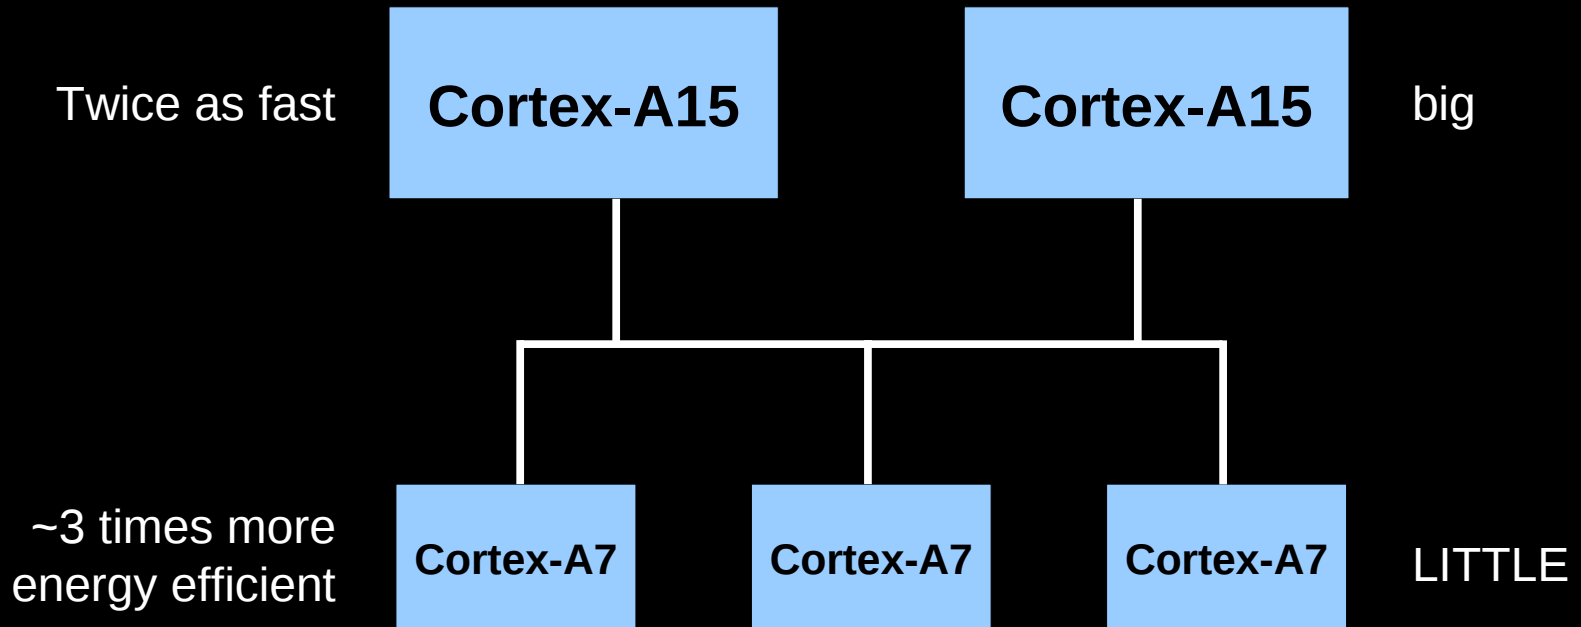 Twice as fast
Cortex-A15
Cortex-A15
big
~3 times more
energy efficient
Cortex-A7
Cortex-A7
Cortex-A7
LITTLE